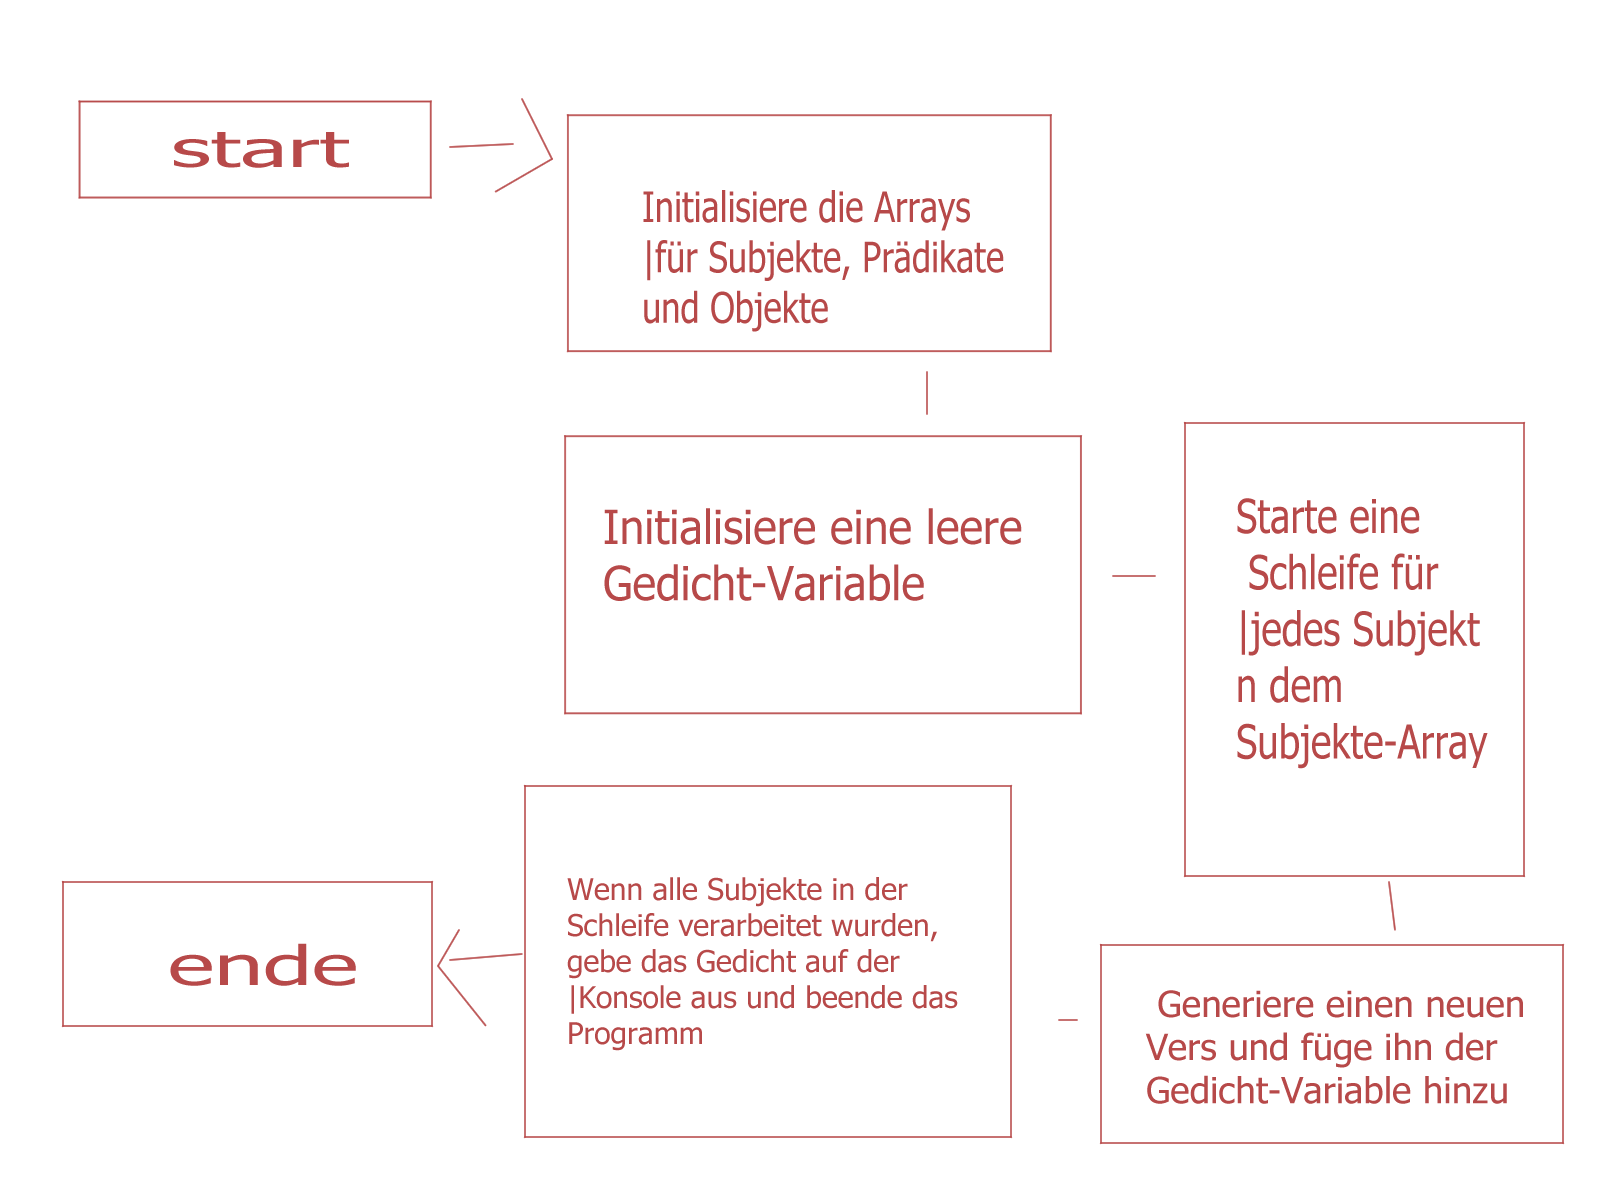 start
Initialisiere die Arrays
|für Subjekte, Prädikate
und Objekte
Initialisiere eine leere
Gedicht-Variable
Starte eine
Schleife für
|jedes Subjekt
n dem
Subjekte-Array
Generiere einen neuen
Vers und füge ihn der
Gedicht-Variable hinzu
Wenn alle Subjekte in der
Schleife verarbeitet wurden,
gebe das Gedicht auf der
|Konsole aus und beende das
Programm
ende